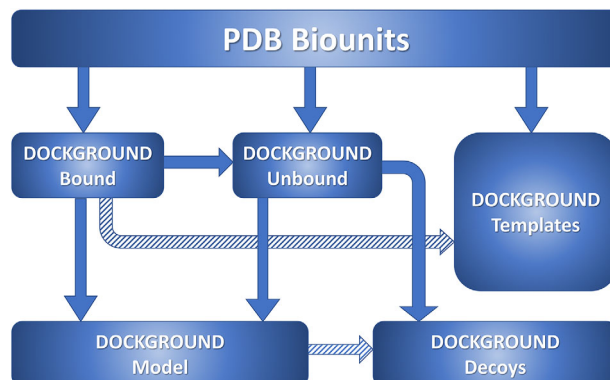 PDB Biounits
DOCKGROUND
Bound
DOCKGROUND
Unbound
DOCKGROUND
Templates
DOCKGROUND
Model
DOCKGROUND
Decoys